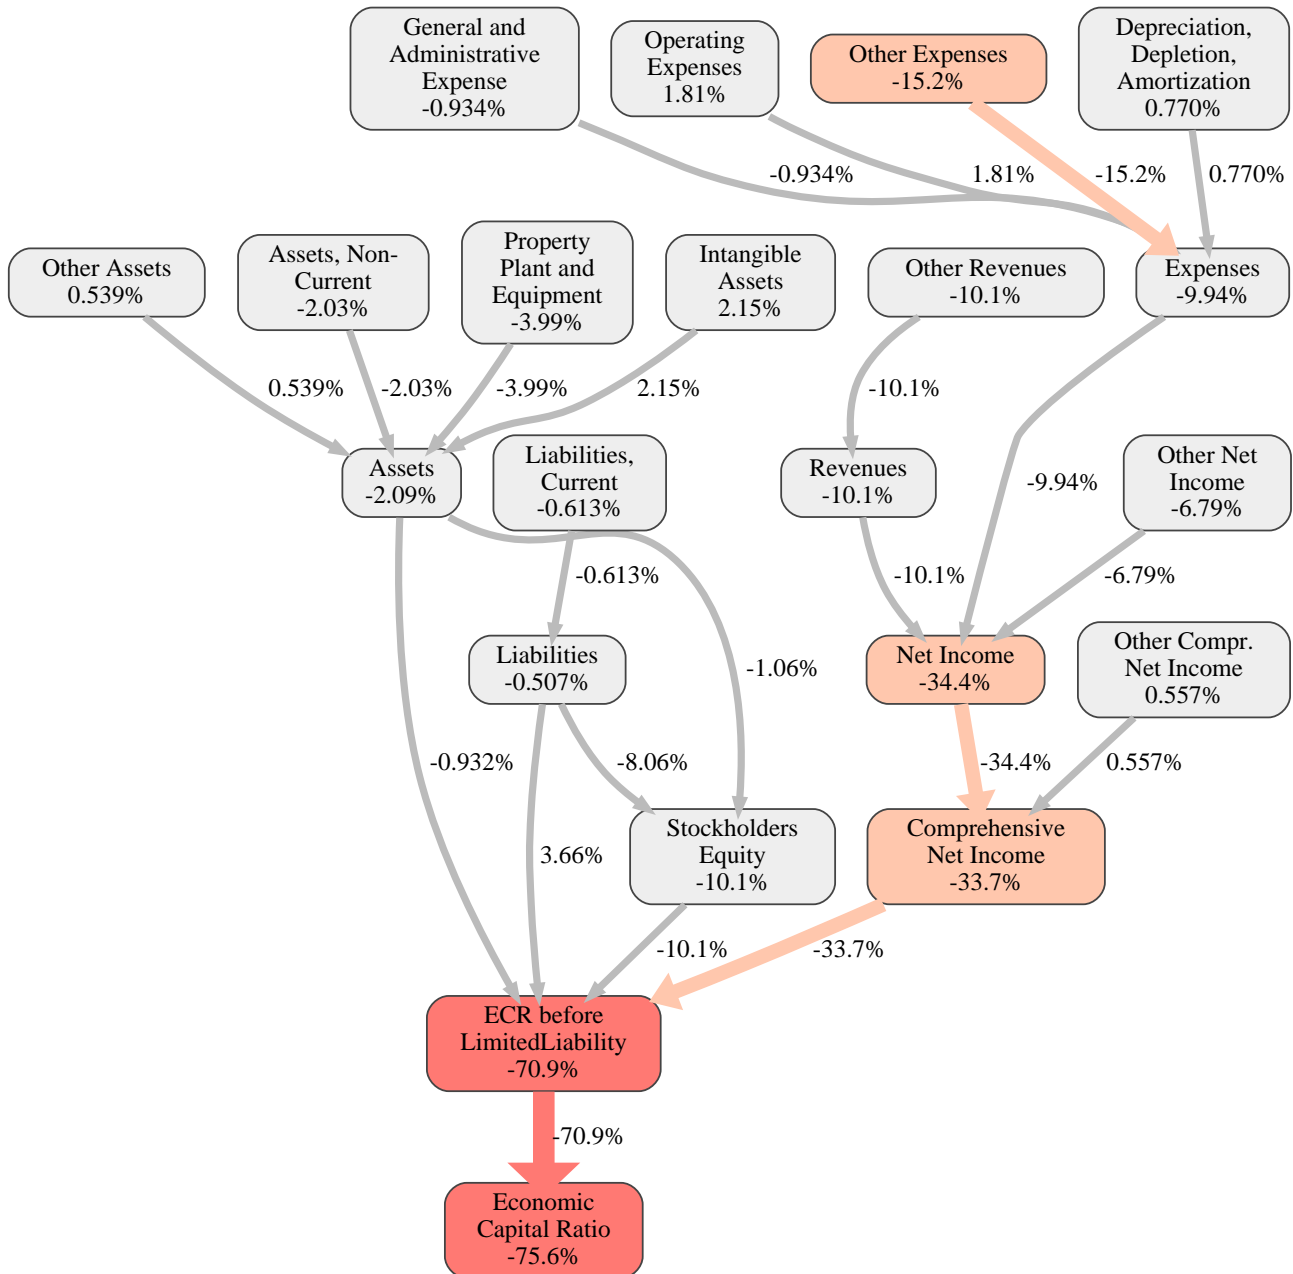 General and
Administrative
Expense
-0.934%
Operating
Expenses
1.81%
Other Expenses
-15.2%
Depreciation,
Depletion,
Amortization
0.770%
-0.934%
1.81%
-15.2%
0.770%
Other Assets
0.539%
Assets, Non-
Current
-2.03%
Property
Plant and
Equipment
-3.99%
Intangible
Assets
2.15%
Other Revenues
-10.1%
Expenses
-9.94%
0.539%
-2.03%
-3.99%
2.15%
-10.1%
Assets
-2.09%
Liabilities,
Current
-0.613%
Revenues
-10.1%
-9.94%
Other Net
Income
-6.79%
-0.613%
-10.1%
-6.79%
Liabilities
-0.507%
-1.06%
Net Income
-34.4%
Other Compr.
Net Income
0.557%
-0.932%
-8.06%
-34.4%
0.557%
3.66%
Stockholders
Equity
-10.1%
Comprehensive
Net Income
-33.7%
-10.1%
-33.7%
ECR before
LimitedLiability
-70.9%
-70.9%
Economic
Capital Ratio
-75.6%